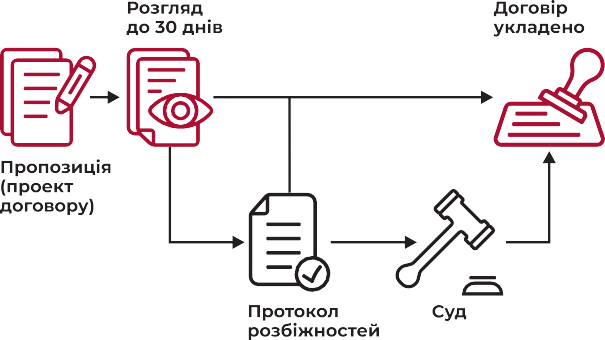 Розгляд
до 30 днів
Договір
укладено
Пропозиція
(проект
договору)
Протокол
розбіжностей
Суд